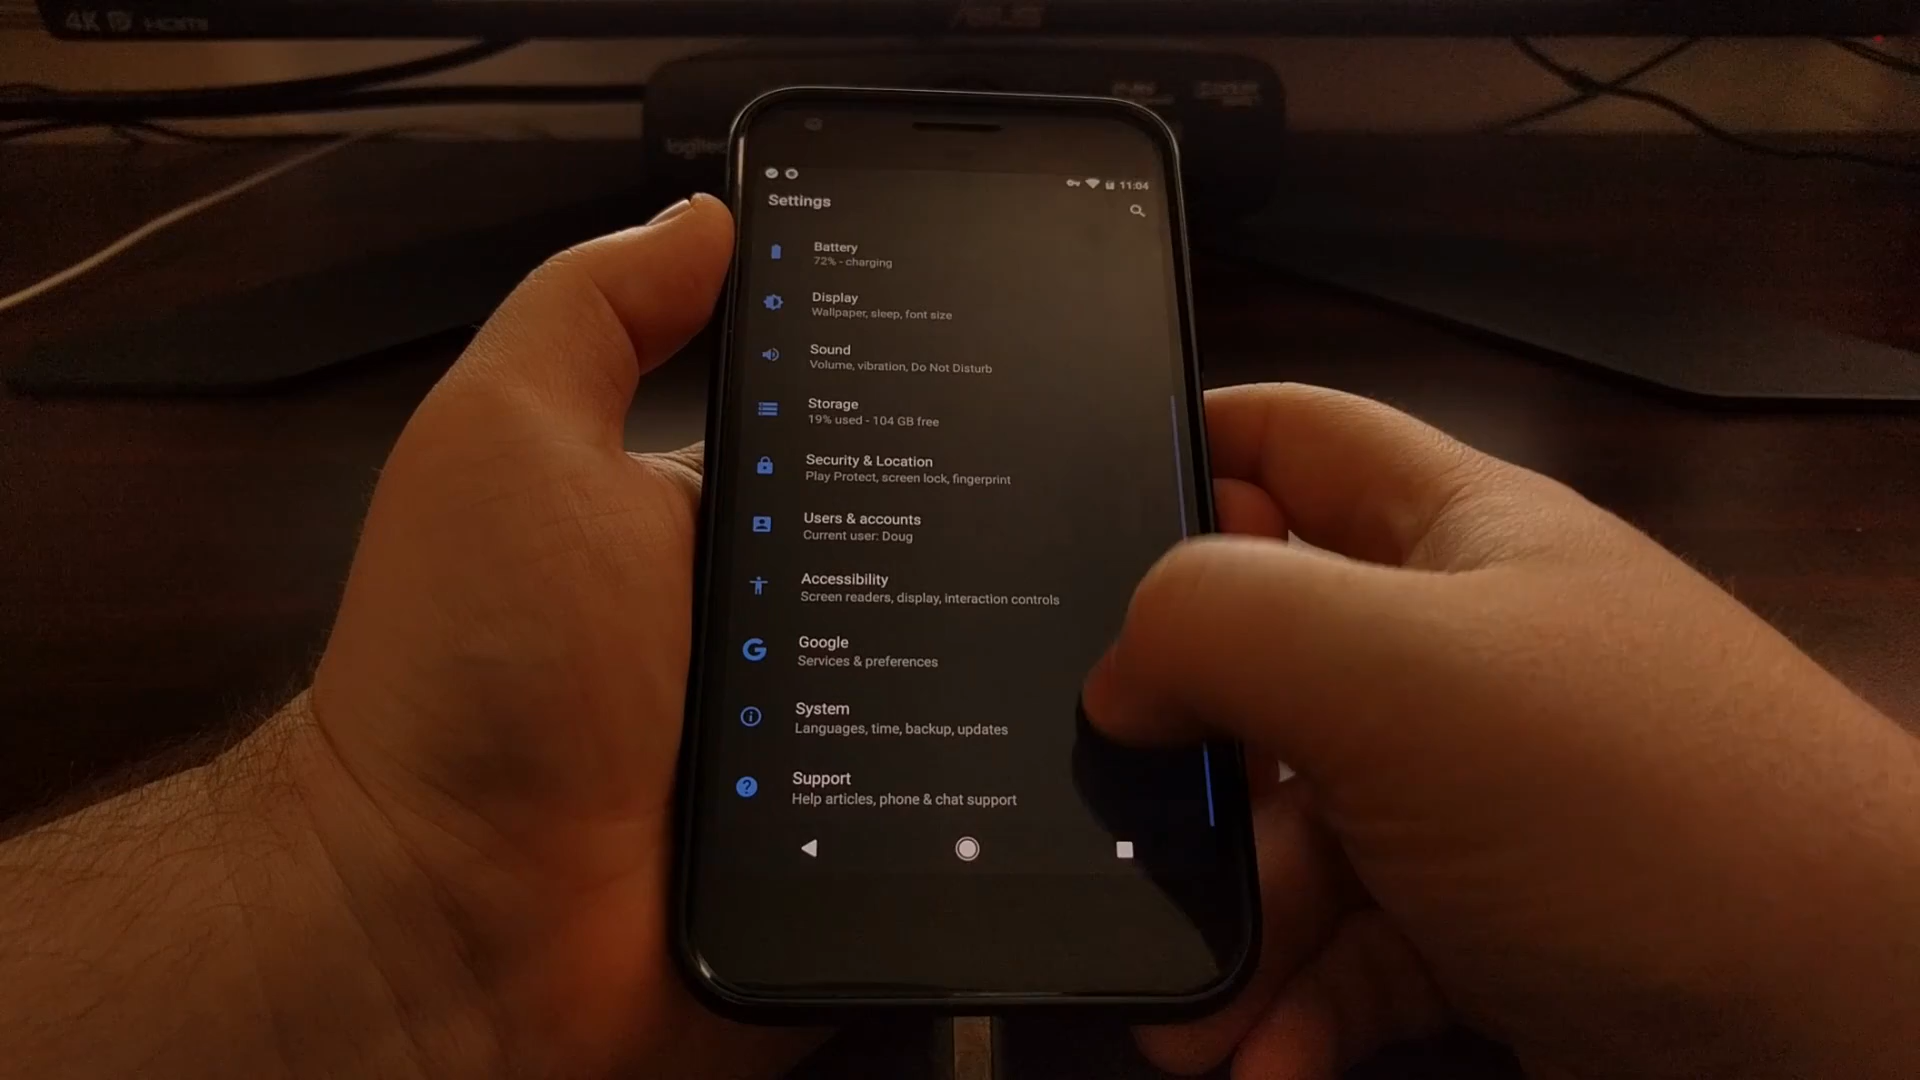 4K
HDMI
ASUS
logitech
11:04
Settings
Battery
72% - charging
Display
Wallpaper, sleep, font size
Sound
Volume, vibration, Do Not Disturb
Storage
19% used - 104 GB free
Security & Location
Play Protect, screen lock, fingerprint
Users & accounts
Current user: Doug
Accessibility
Screen readers, display, interaction controls
Google
Services & preferences
System
Languages, time, backup, updates
Support
Help articles, phone & chat support